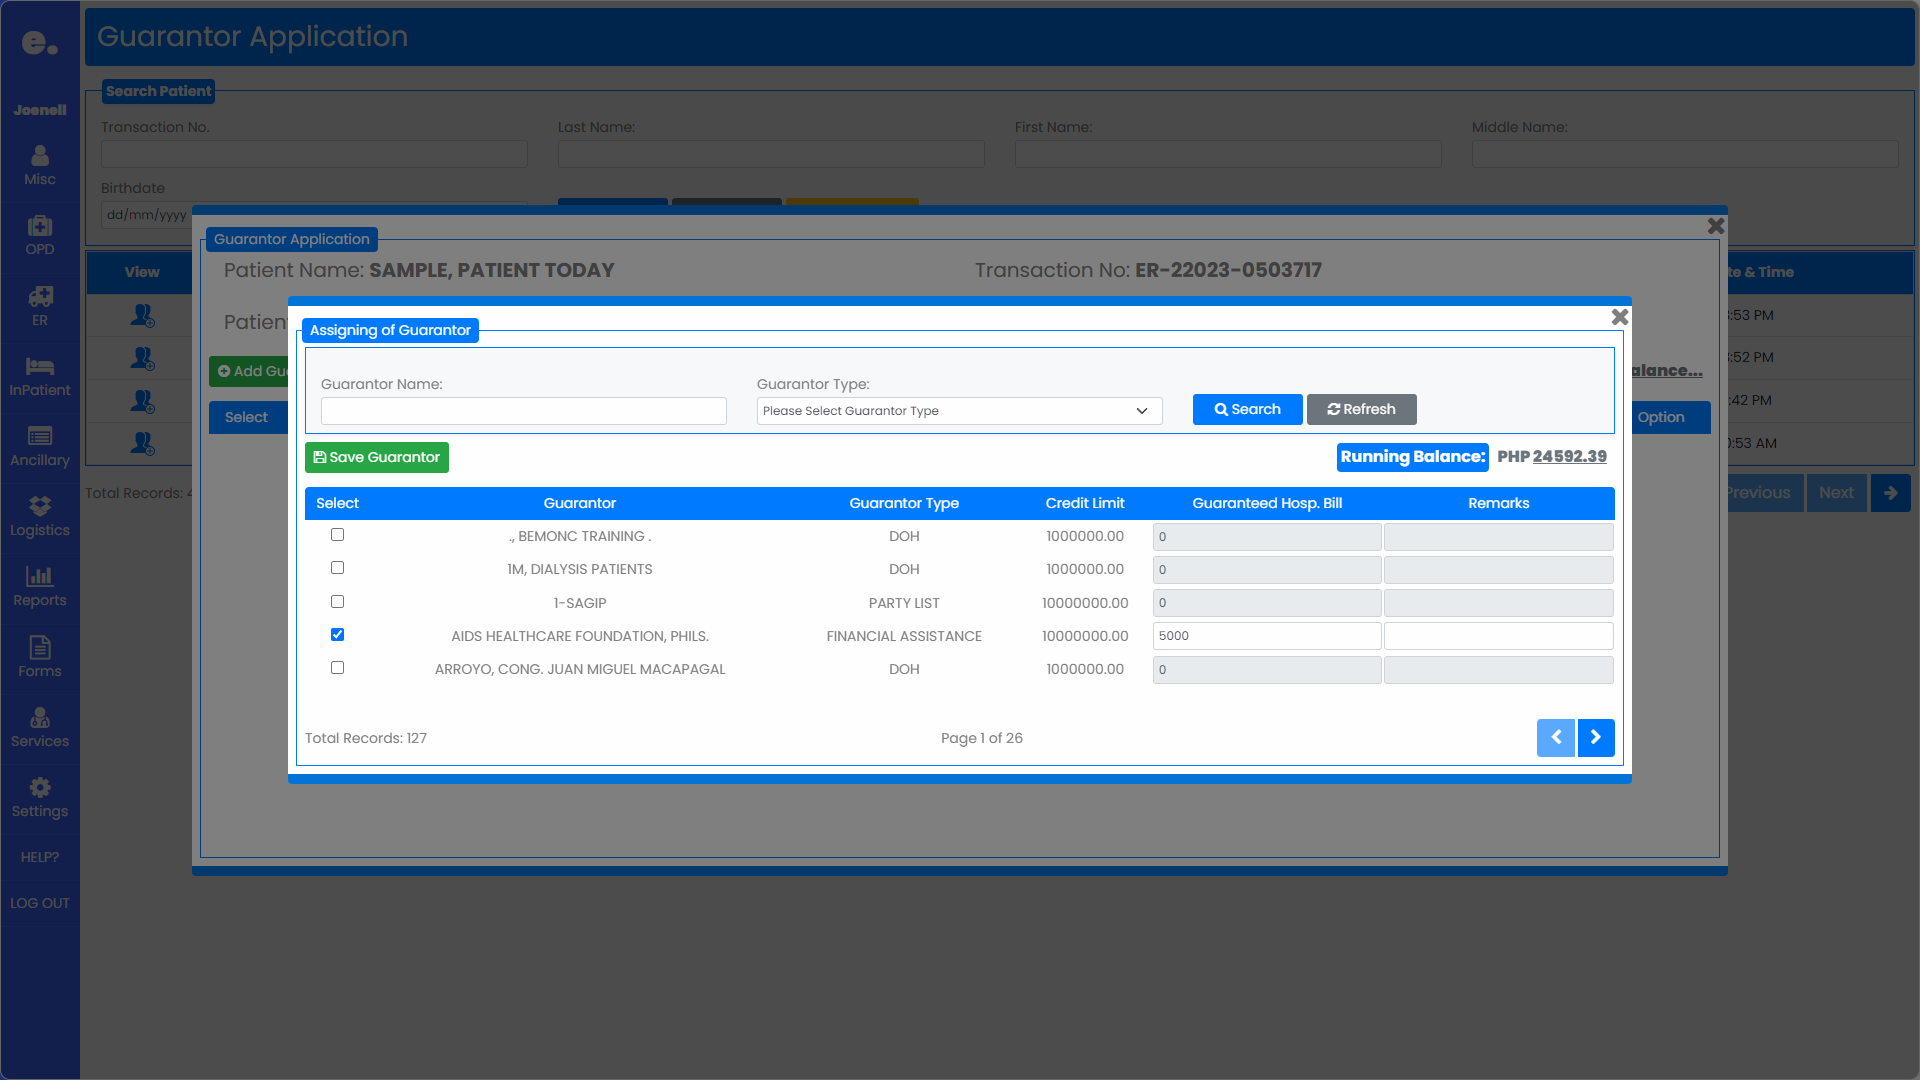 e.
Guarantor Application
Joenell
Misc
OPD
ER
InPatient
Ancillary
Logistics
Reports
Forms
Services
Settings
HELP?
LOG OUT
Search Patient
Transaction No.
Last Name:
First Name:
Middle Name:
Birthdate
dd/mm/yyyy
View
te & Time
:53 PM
:52 PM
:42 PM
:53 AM
Total Records:
Previous
Next
Guarantor Application
Patient Name: SAMPLE, PATIENT TODAY
Transaction No: ER-22023-0503717
Patien
Add Gu
alance...
Select
Option
Assigning of Guarantor
Guarantor Name:
Guarantor Type:
Please Select Guarantor Type
Search
Refresh
Save Guarantor
Running Balance: PHP 24592.39
Select Guarantor Guarantor Type Credit Limit Guaranteed Hosp. Bill Remarks
., BEMONC TRAINING . DOH 1000000.00 0
1M, DIALYSIS PATIENTS DOH 1000000.00 0
1-SAGIP PARTY LIST 10000000.00 0
AIDS HEALTHCARE FOUNDATION, PHILS. FINANCIAL ASSISTANCE 10000000.00 5000
ARROYO, CONG. JUAN MIGUEL MACAPAGAL DOH 1000000.00 0
Total Records: 127
Page 1 of 26